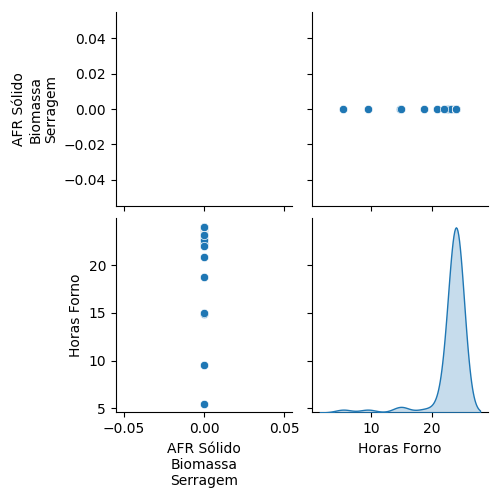 0.04
0.02
0.00
−0.02
−0.04
AFR Sólido
Biomassa
Serragem
20
15
10
5
Horas Forno
−0.05
0.00
0.05
AFR Sólido
Biomassa
Serragem
10
20
Horas Forno